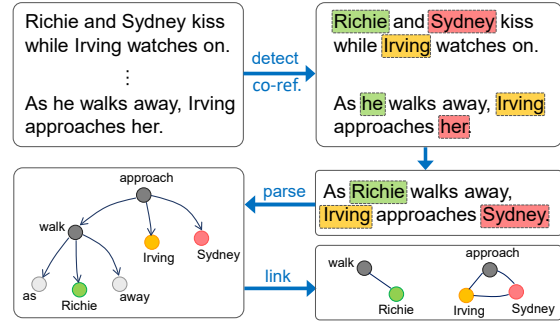 Richie and Sydney kiss
while Irving watches on.
⋮
As he walks away, Irving
approaches her.
detect
co-ref.
Richie and Sydney kiss
while Irving watches on.
As he walks away, Irving
approaches her
As Richie walks away,
Irving approaches Sydney.
parse
approach
walk
Irving
Sydney
as
Richie
away
link
walk
Richie
approach
Irving
Sydney